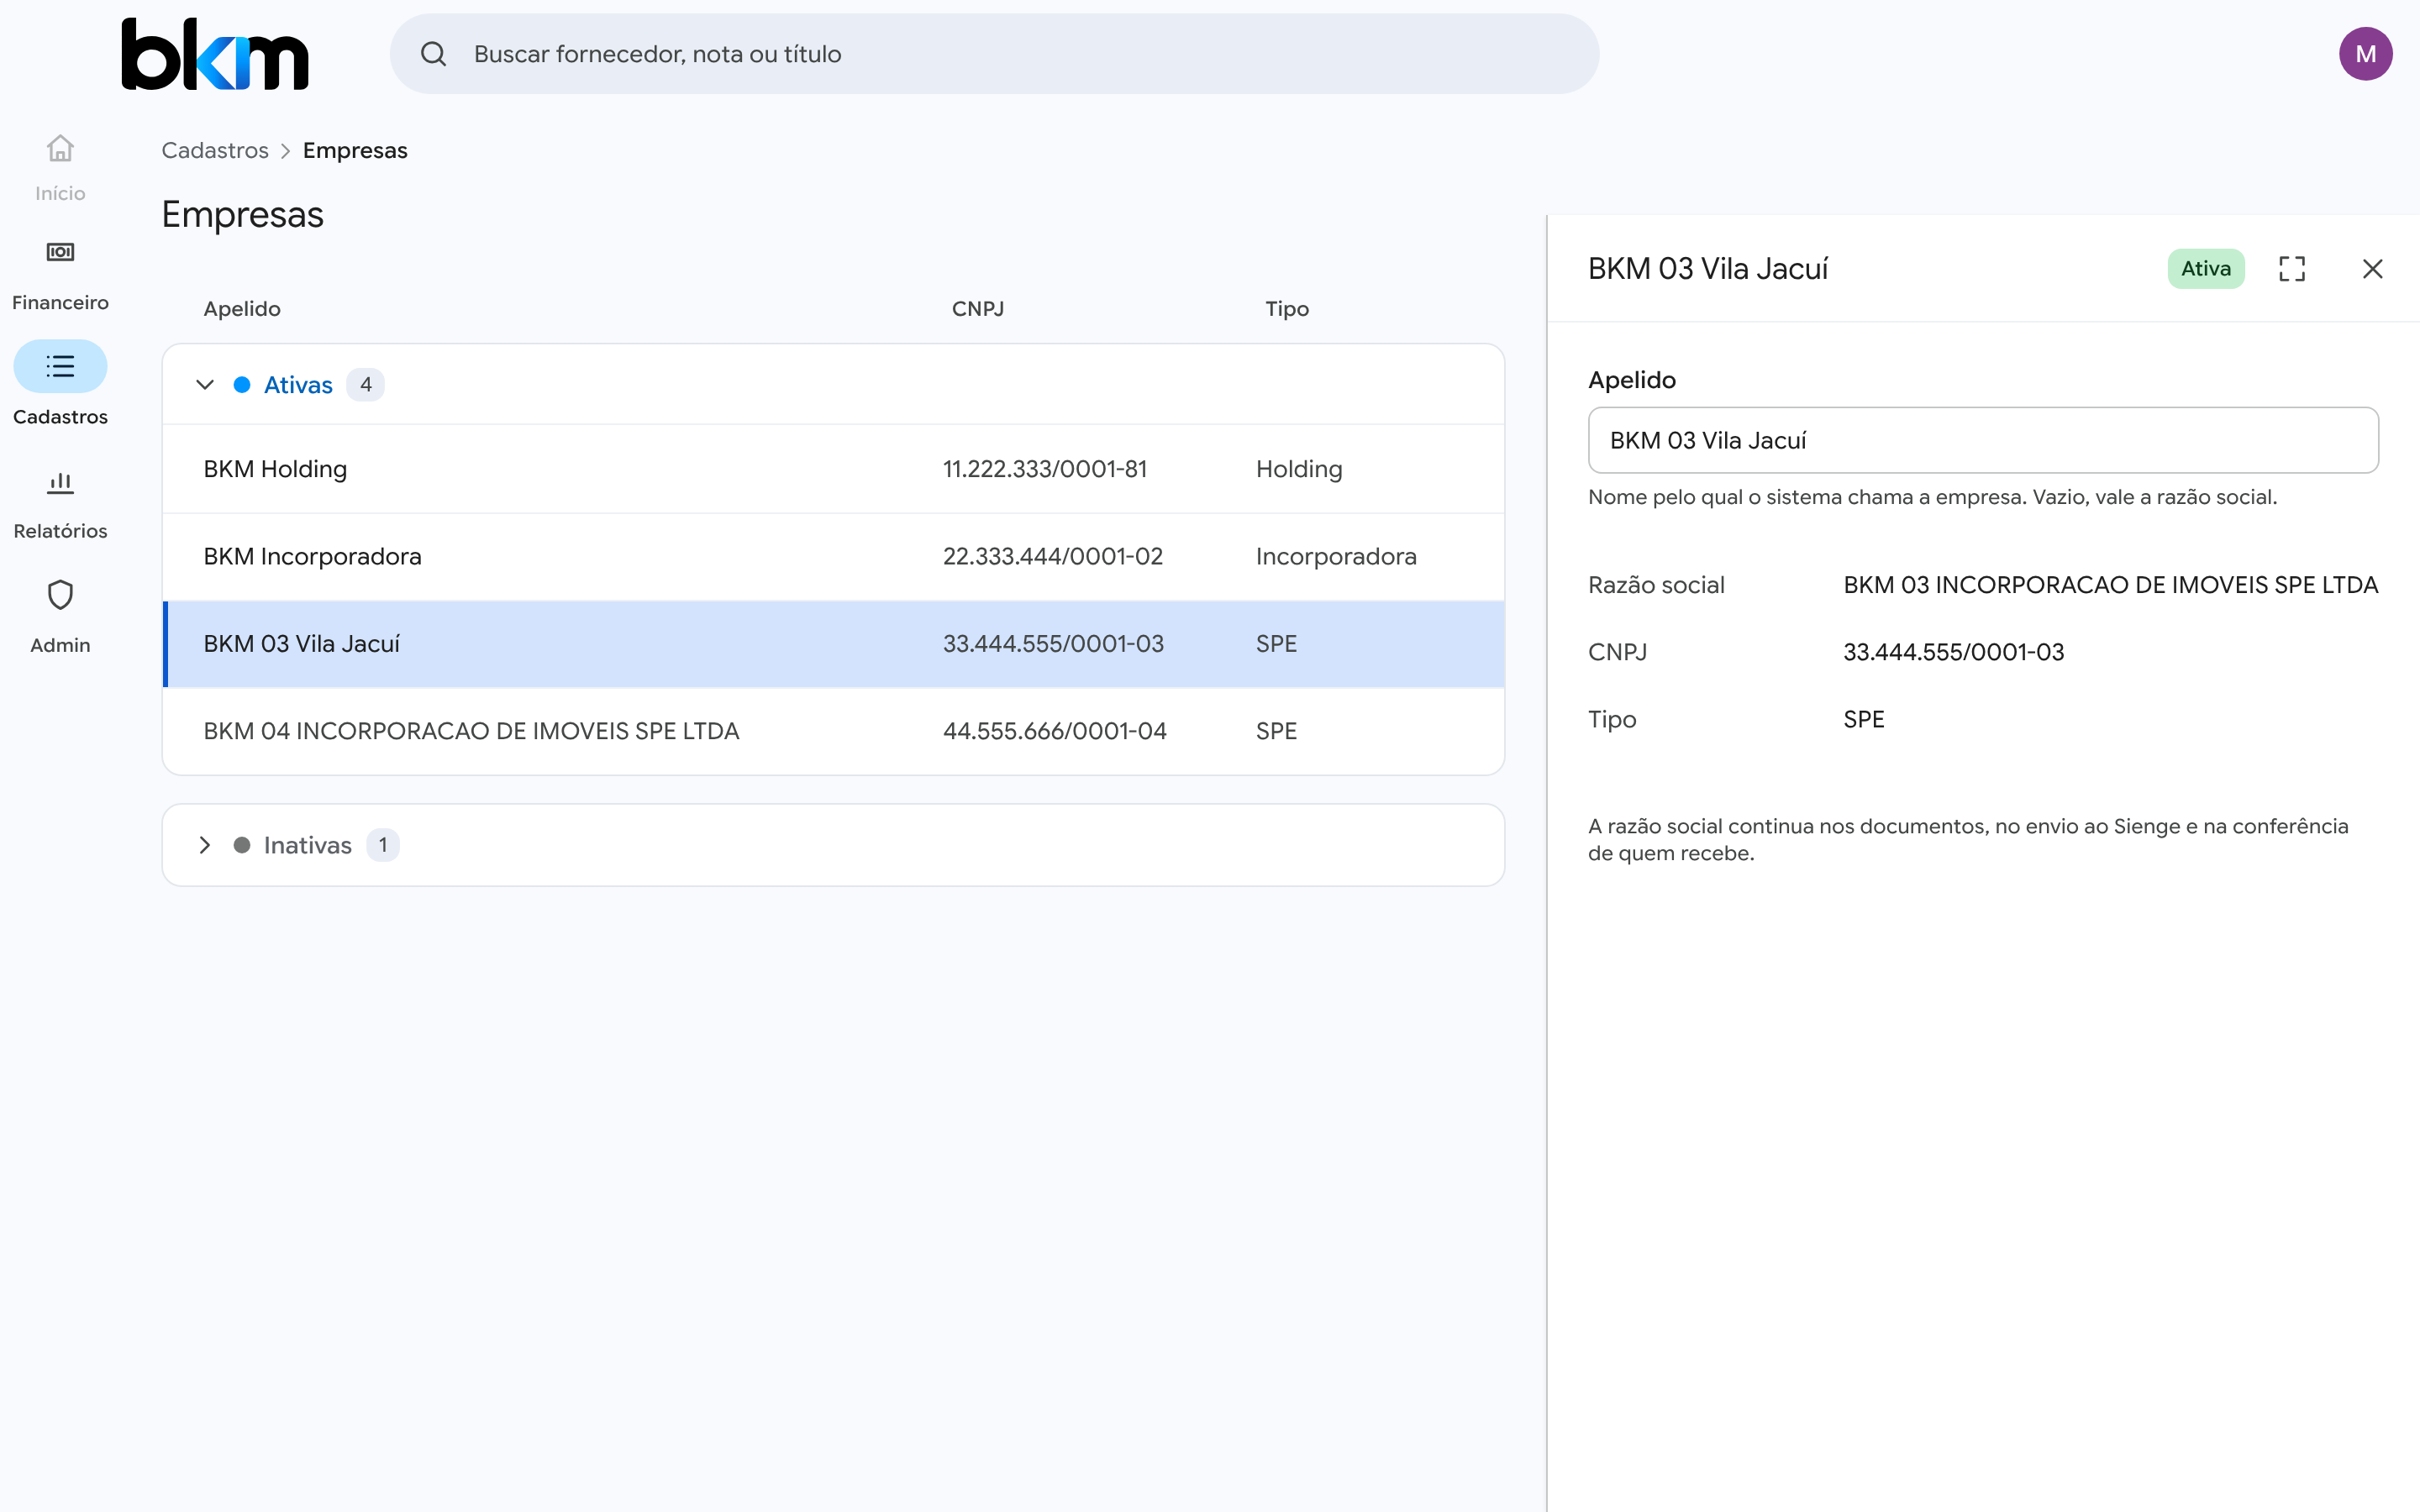 bkm
Buscar fornecedor, nota ou título
M
Início
Financeiro
Cadastros
Relatórios
Admin
Cadastros > Empresas
Empresas
Apelido CNPJ Tipo
Ativas 4
BKM Holding 11.222.333/0001-81 Holding
BKM Incorporadora 22.333.444/0001-02 Incorporadora
BKM 03 Vila Jacuí 33.444.555/0001-03 SPE
BKM 04 INCORPORACAO DE IMOVEIS SPE LTDA 44.555.666/0001-04 SPE
Inativas 1
BKM 03 Vila Jacuí Ativa
Apelido
BKM 03 Vila Jacuí
Nome pelo qual o sistema chama a empresa. Vazio, vale a razão social.
Razão social BKM 03 INCORPORACAO DE IMOVEIS SPE LTDA
CNPJ 33.444.555/0001-03
Tipo SPE
A razão social continua nos documentos, no envio ao Sienge e na conferência
de quem recebe.